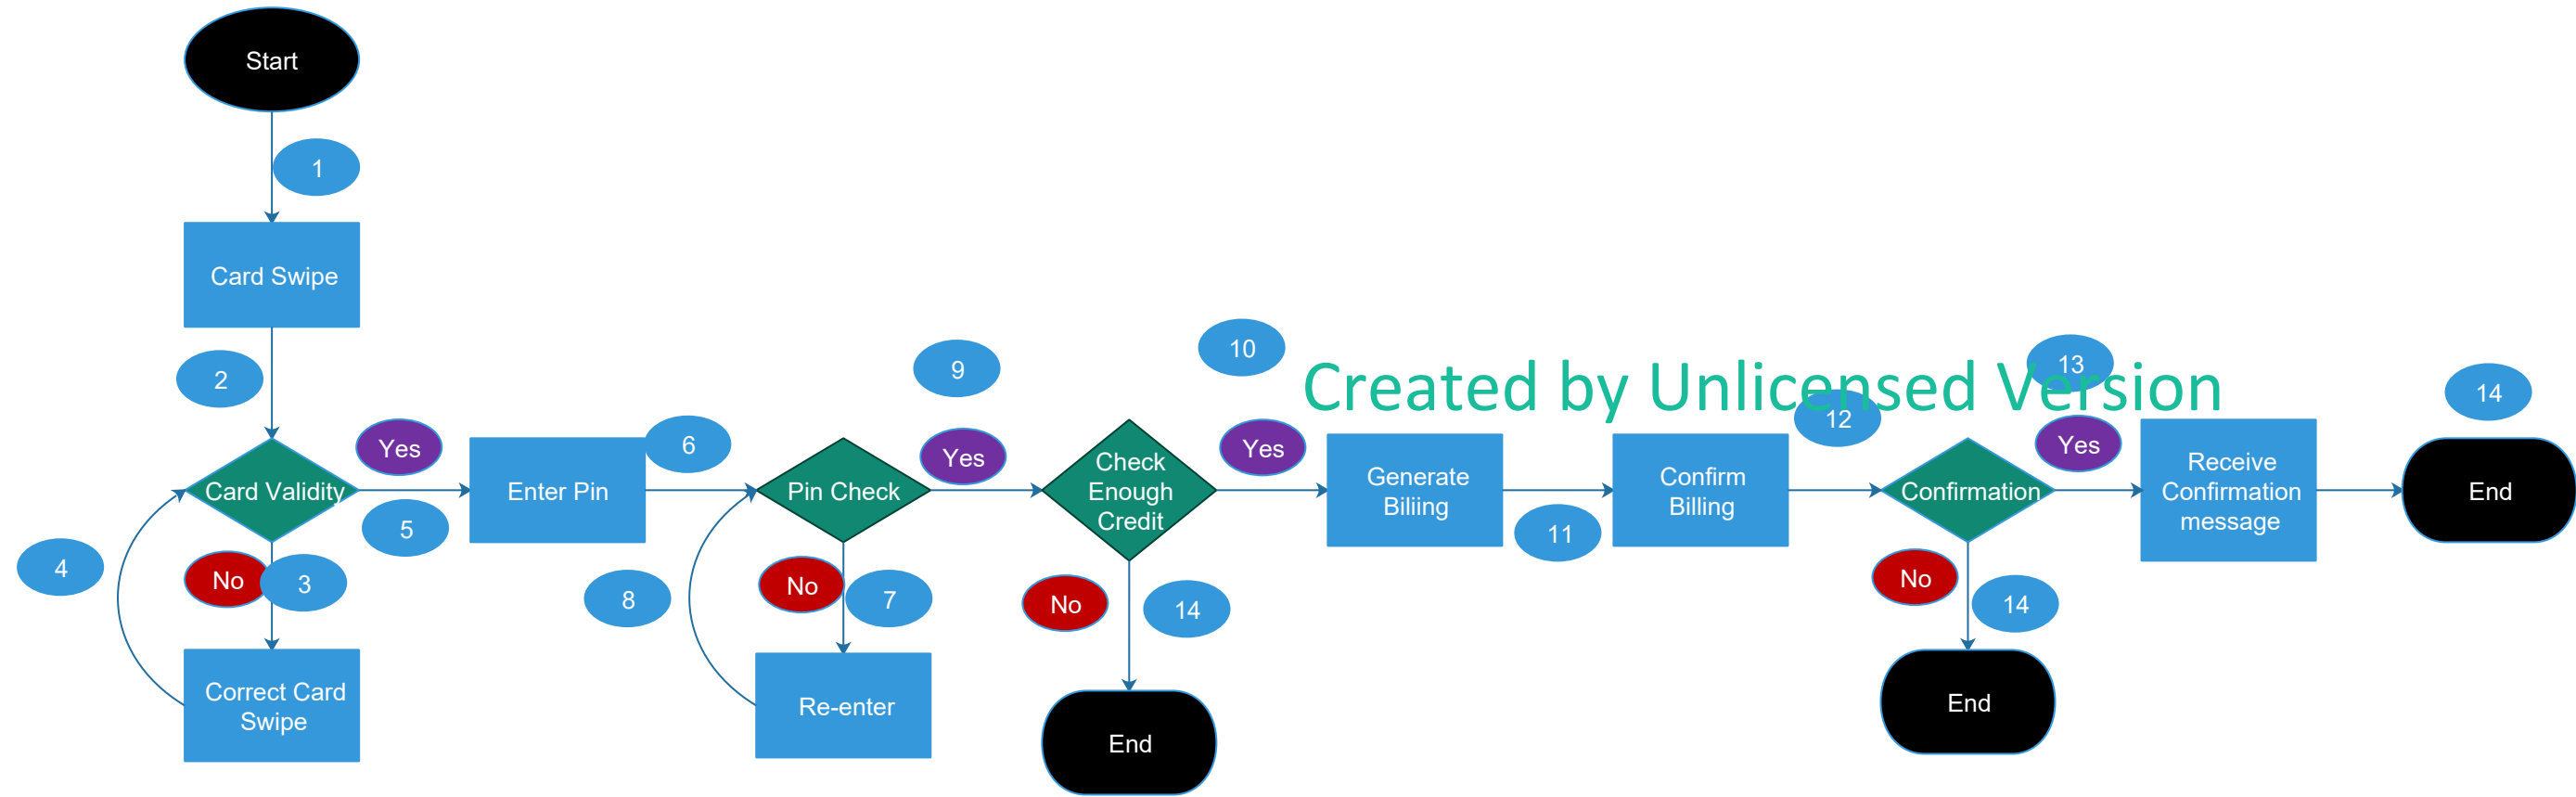 Start
1
Card Swipe
2
Card Validity
Yes
5
No
3
4
Correct Card
Swipe
Enter Pin
6
Pin Check
No
7
8
Re-enter
9
Yes
Check
Enough
Credit
No
14
End
10
Yes
Generate
Biliing
11
Confirm
Billing
12
Confirmation
No
14
End
13
Yes
Receive
Confirmation
message
14
End
Created by Unlicensed Version